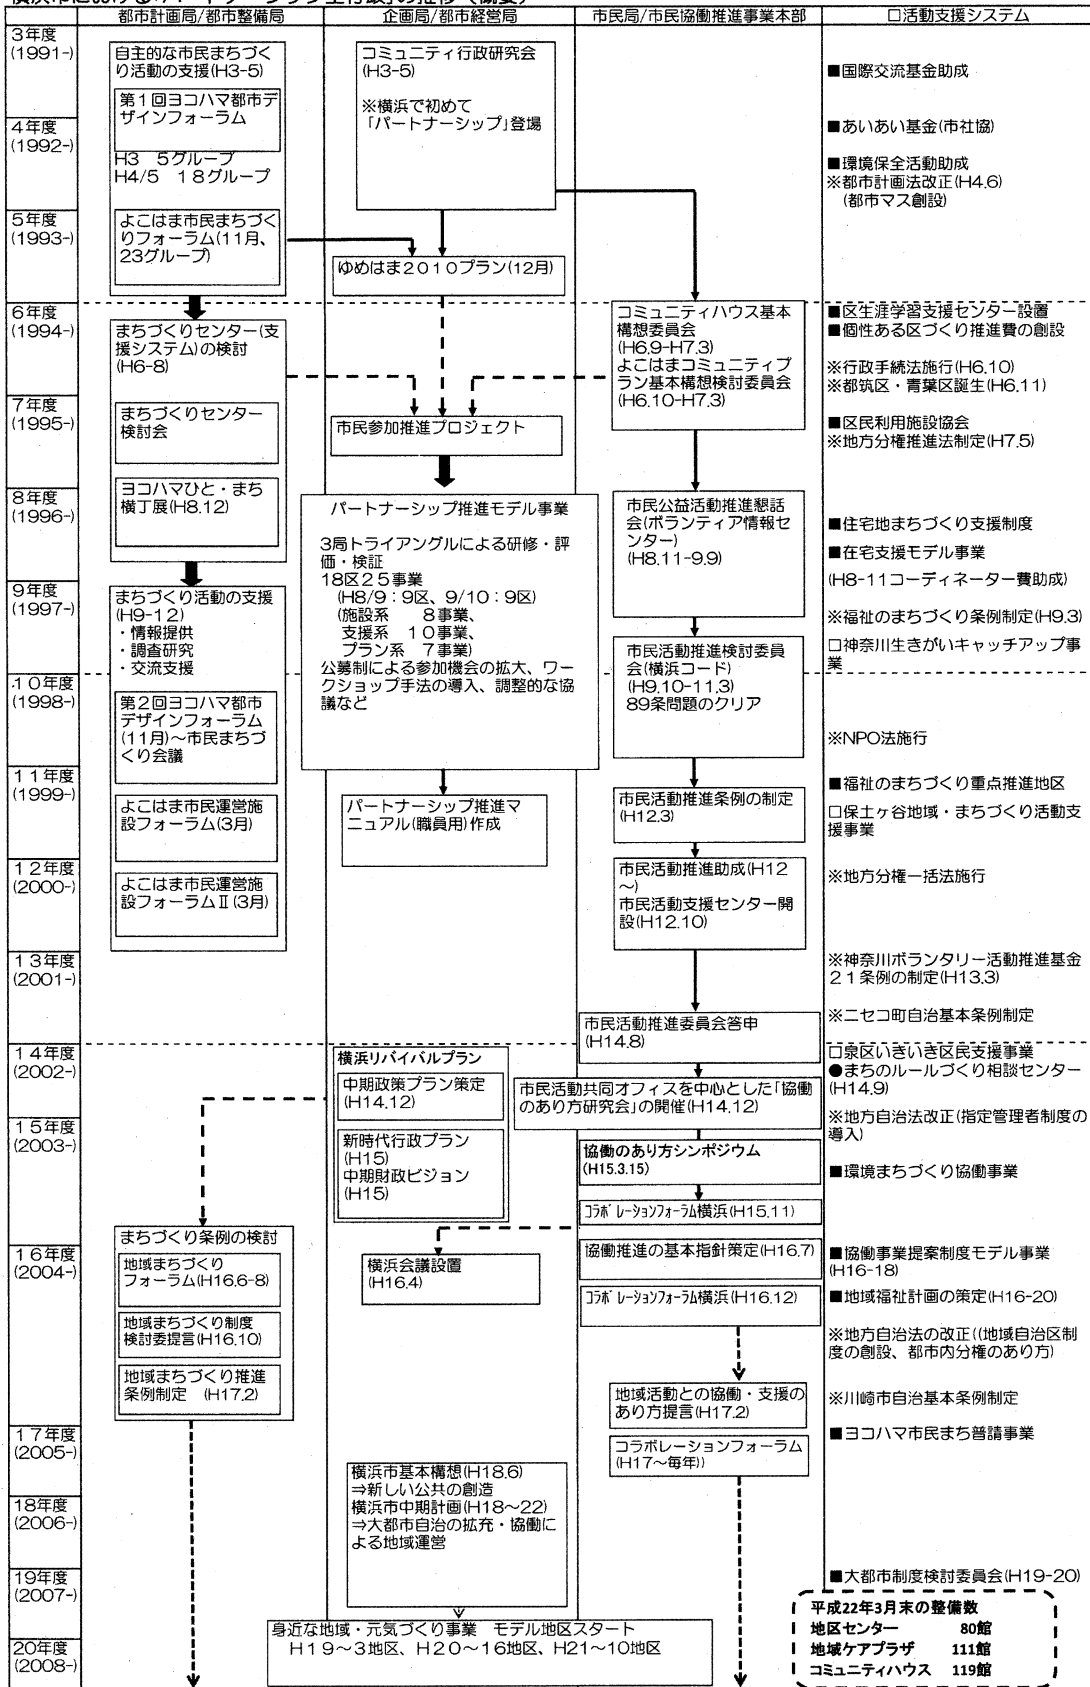 都市計画局/都市整備局
企画局/都市経営局
市民局/市民協働推進事業本部
□活動支援システム
3年度
(1991-)
4年度
(1992-)
5年度
(1993-)
6年度
(1994-)
7年度
(1995-)
8年度
(1996-)
9年度
(1997-)
10年度
(1998-)
11年度
(1999-)
12年度
(2000-)
13年度
(2001-)
14年度
(2002-)
15年度
(2003-)
16年度
(2004-)
17年度
(2005-)
18年度
(2006-)
19年度
(2007-)
20年度
(2008-)
自主的な市民まちづく
り活動の支援(H3-5)
第1回ヨコハマ都市デ
ザインフォーラム
H3 5グループ
H4/5 18グループ
よこはま市民まちづく
りフォーラム(11月、
23グループ)
まちづくりセンター(支
援システム)の検討
(H6-8)
まちづくりセンター
検討会
ヨコハマひと・まち
横丁展(H8.12)
まちづくり活動の支援
(H9-12)
・情報提供
・調査研究
・交流支援
第2回ヨコハマ都市
デザインフォーラム
(11月)~市民まちづ
くり会議
よこはま市民運営施
設フォーラム(3月)
よこはま市民運営施
設フォーラムⅡ(3月)
まちづくり条例の検討
地域まちづくり
フォーラム(H16.6-8)
地域まちづくり制度
検討委提言(H16.10)
地域まちづくり推進
条例制定 (H17.2)
コミュニティ行政研究会
(H3-5)
※横浜で初めて
「パートナーシップ」登場
ゆめはま2010プラン(12月)
市民参加推進プロジェクト
パートナーシップ推進モデル事業
3局トライアングルによる研修・評
価・検証
18区25事業
(H8/9:9区、9/10:9区)
(施設系 8事業、
支援系 10事業、
プラン系 7事業)
公募制による参加機会の拡大、ワー
クショップ手法の導入、調整的な協
議など
パートナーシップ推進マ
ニュアル(職員用)作成
横浜リバイバルプラン
中期政策プラン策定
(H14.12)
新時代行政プラン
(H15)
中期財政ビジョン
(H15)
横浜会議設置
(H16.4)
横浜市基本構想(H18.6)
⇒新しい公共の創造
横浜市中期計画(H18~22)
⇒大都市自治の拡充・協働に
よる地域運営
身近な地域・元気づくり事業 モデル地区スタート
H19~3地区、H20~16地区、H21~10地区
コミュニティハウス基本
構想委員会
(H6.9-H7.3)
よこはまコミュニティプ
ラン基本構想検討委員会
(H6.10-H7.3)
市民公益活動推進懇話
会(ボランティア情報セ
ンター)
(H8.11-9.9)
市民活動推進検討委員
会(横浜コード)
(H9.10-11.3)
89条問題のクリア
市民活動推進条例の制定
(H12.3)
市民活動推進助成(H12
~)
市民活動支援センター開
設(H12.10)
市民活動推進委員会答申
(H14.8)
市民活動共同オフィスを中心とした「協働
のあり方研究会」の開催(H14.12)
協働のあり方シンポジウム
(H15.3.15)
コラボレーションフォーラム横浜(H15.11)
協働推進の基本指針策定(H16.7)
コラボレーションフォーラム横浜(H16.12)
地域活動との協働・支援の
あり方提言(H17.2)
コラボレーションフォーラム
(H17~毎年))
■国際交流基金助成
■あいあい基金(市社協)
■環境保全活動助成
※都市計画法改正(H4.6)
(都市マス創設)
■区生涯学習支援センター設置
■個性ある区づくり推進費の創設
※行政手続法施行(H6.10)
※都筑区・青葉区誕生(H6.11)
■区民利用施設協会
※地方分権推進法制定(H7.5)
■住宅地まちづくり支援制度
■在宅支援モデル事業
(H8-11コーディネーター費助成)
※福祉のまちづくり条例制定(H9.3)
□神奈川生きがいキャッチアップ事
業
※NPO法施行
■福祉のまちづくり重点推進地区
□保土ヶ谷地域・まちづくり活動支
援事業
※地方分権一括法施行
※神奈川ボランタリー活動推進基金
21条例の制定(H13.3)
※ニセコ町自治基本条例制定
□泉区いきいき区民支援事業
●まちのルールづくり相談センター
(H14.9)
※地方自治法改正(指定管理者制度の
導入)
■環境まちづくり協働事業
■協働事業提案制度モデル事業
(H16-18)
■地域福祉計画の策定(H16-20)
※地方自治法の改正((地域自治区制
度の創設、都市内分権のあり方)
※川崎市自治基本条例制定
■ヨコハマ市民まち普請事業
■大都市制度検討委員会(H19-20)
平成22年3月末の整備数
地区センター 80館
地域ケアプラザ 111館
コミュニティハウス 119館